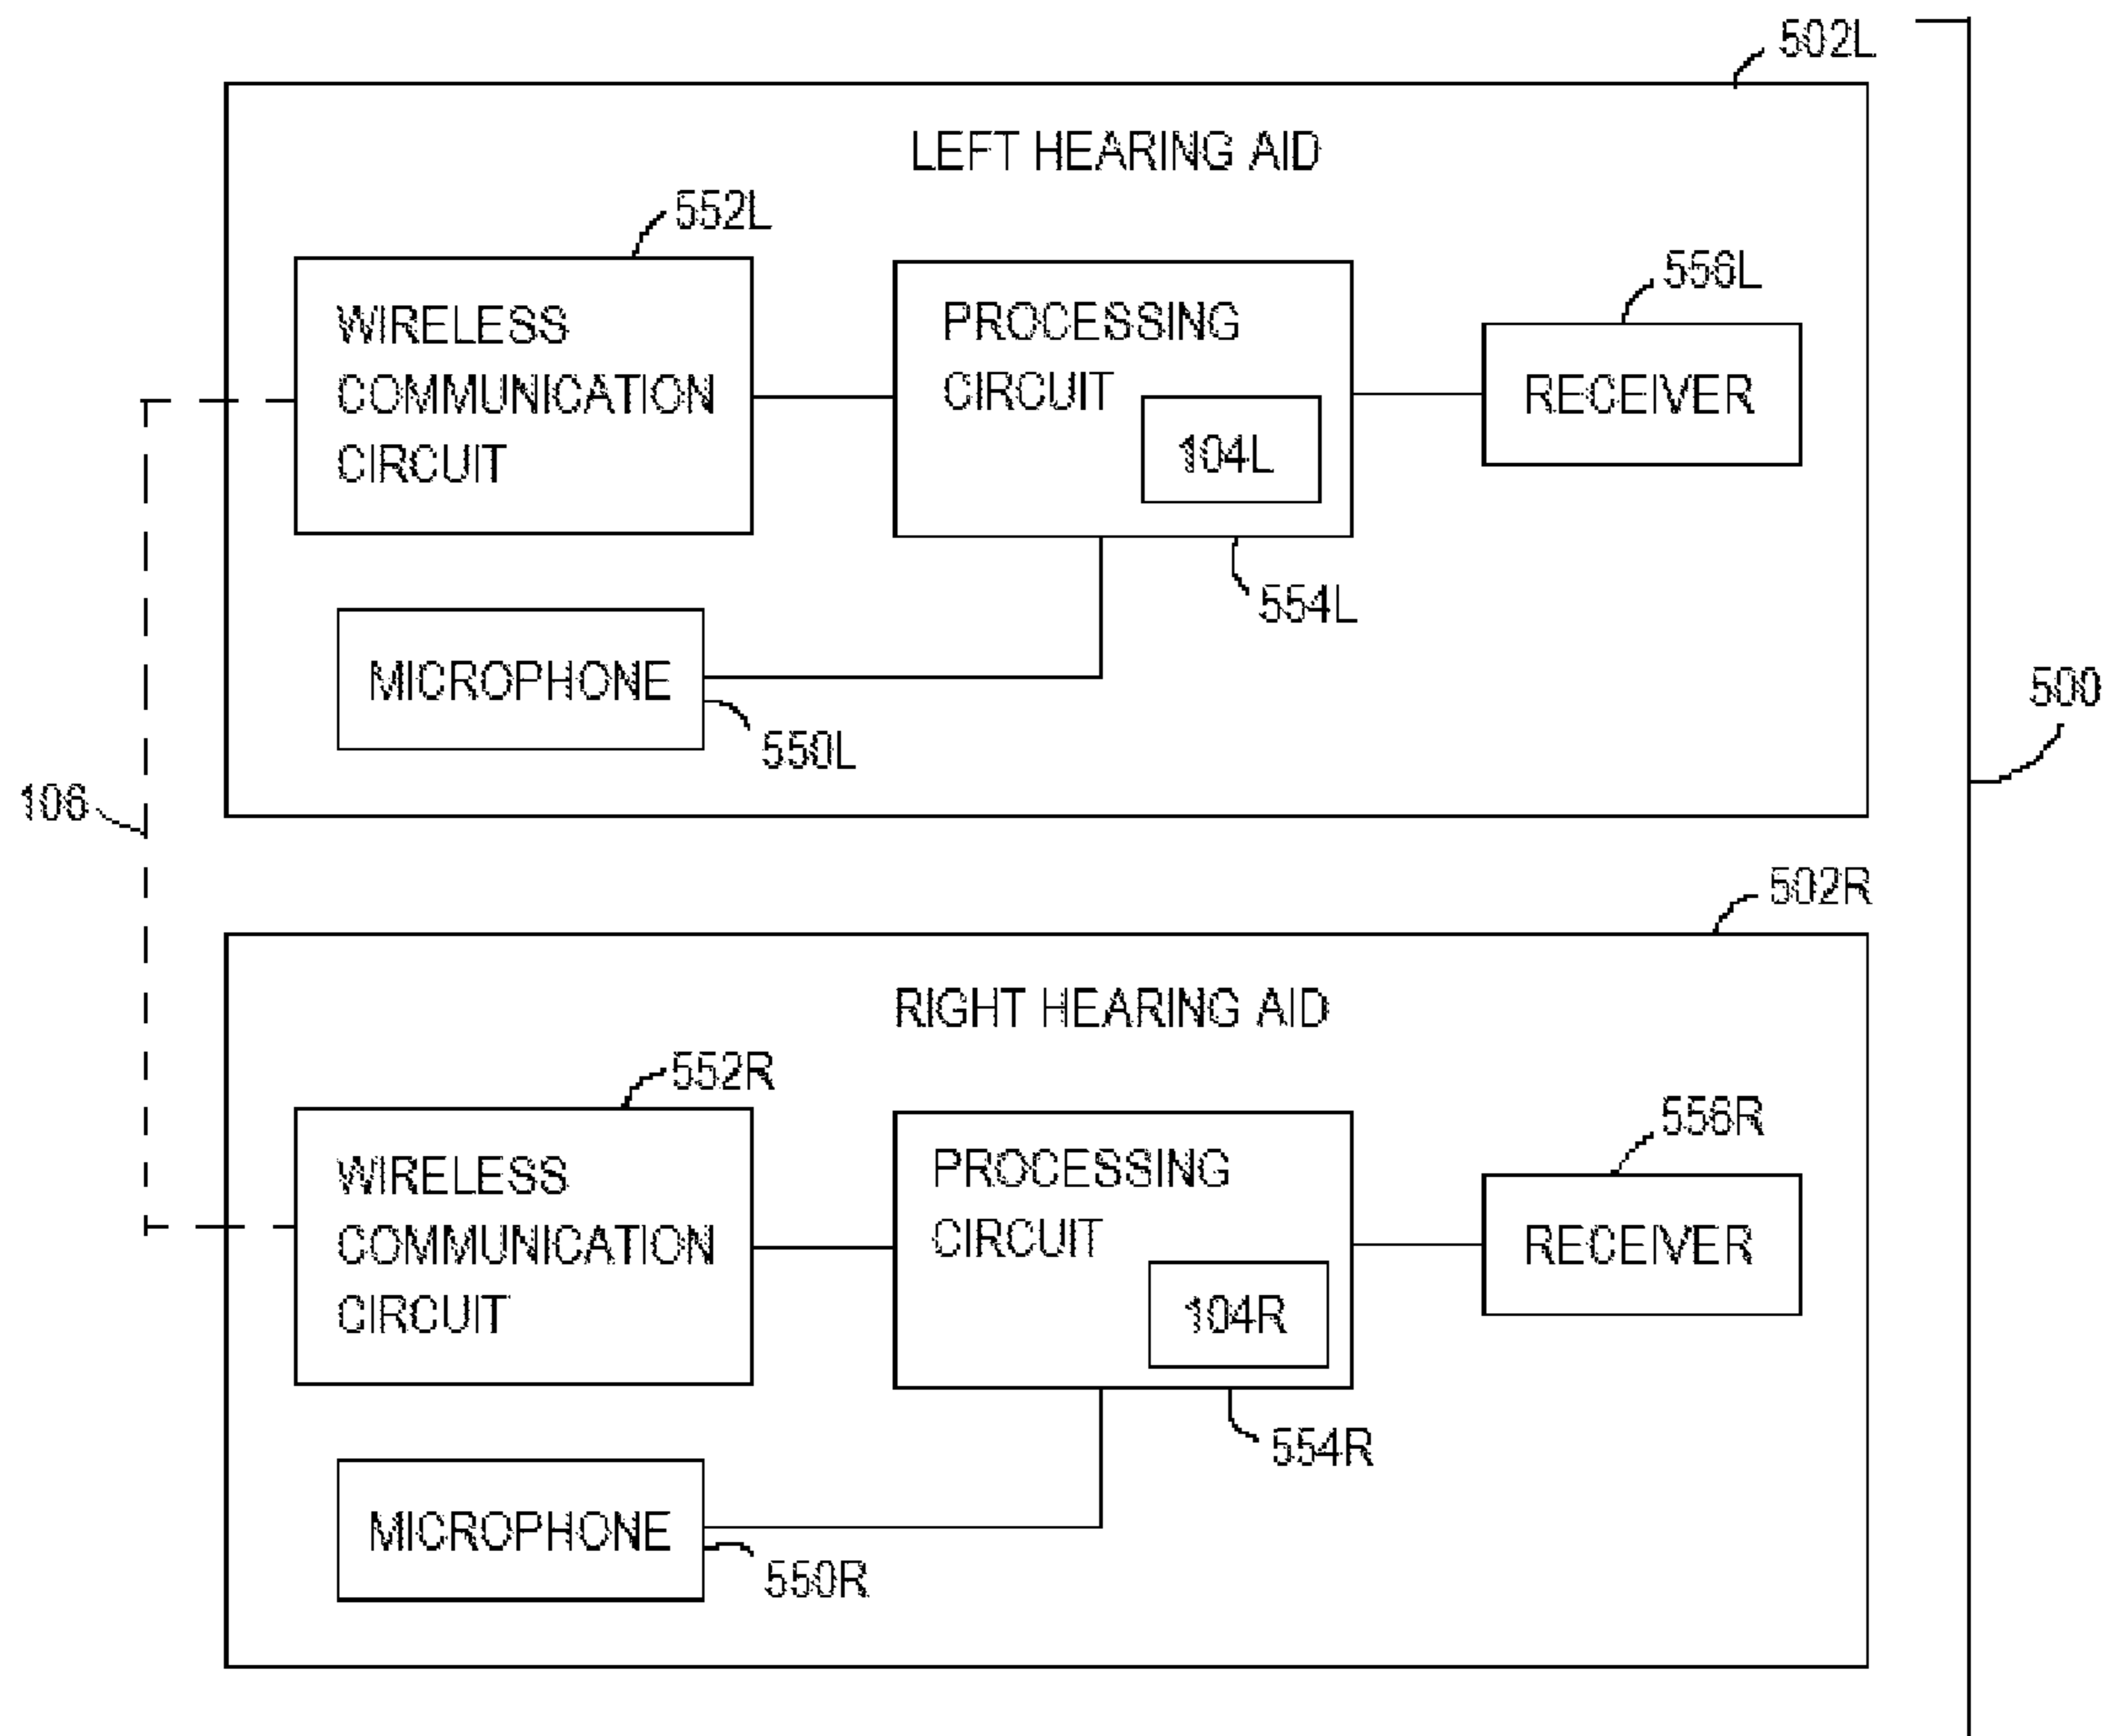 502L
LEFT HEARING AID
552L
WIRELESS
COMMUNICATION
CIRCUIT
PROCESSING
CIRCUIT
104L
556L
RECEIVER
554L
MICROPHONE
550L
500
106
502R
RIGHT HEARING AID
552R
WIRELESS
COMMUNICATION
CIRCUIT
PROCESSING
CIRCUIT
104R
556R
RECEIVER
554R
MICROPHONE
550R